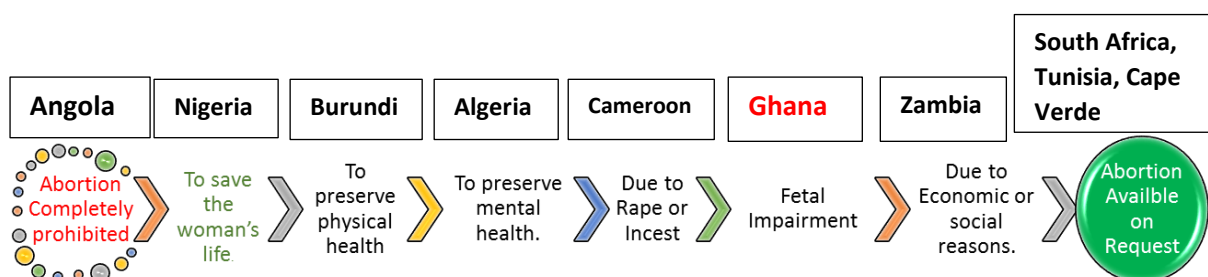 Angola
Nigeria
Burundi
Algeria
Cameroon
Ghana
Zambia
South Africa,
Tunisia, Cape
Verde
Abortion
Completely
prohibited
To save
the
woman's
life.
To
preserve
physical
health
To preserve
mental
health.
Due to
Rape or
Incest
Fetal
Impairment
Due to
Economic or
social
reasons.
Abortion
Availble
on
Request